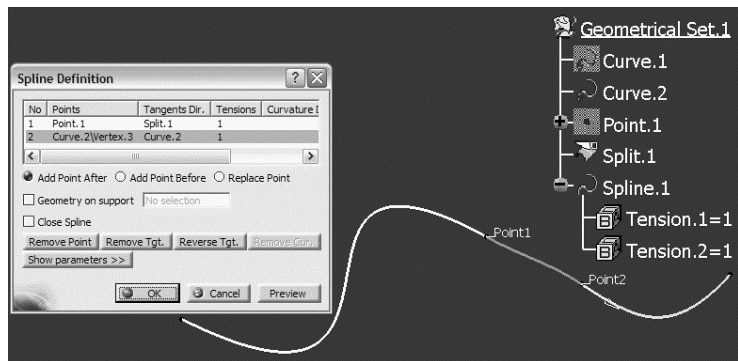 Spline Definition
No Points Tangents Dir. Tensions Curvature D
1 Point.1 Split.1 1
2 Curve.2\Vertex.3 Curve.2 1
Add Point After Add Point Before Replace Point
Geometry on support No selection
Close Spline
Remove Point Remove Tgt. Reverse Tgt. Remove Cur.
Show parameters >>
OK Cancel Preview
Point1
Point2
Geometrical Set.1
Curve.1
Curve.2
Point.1
Split.1
Spline.1
Tension.1=1
Tension.2=1